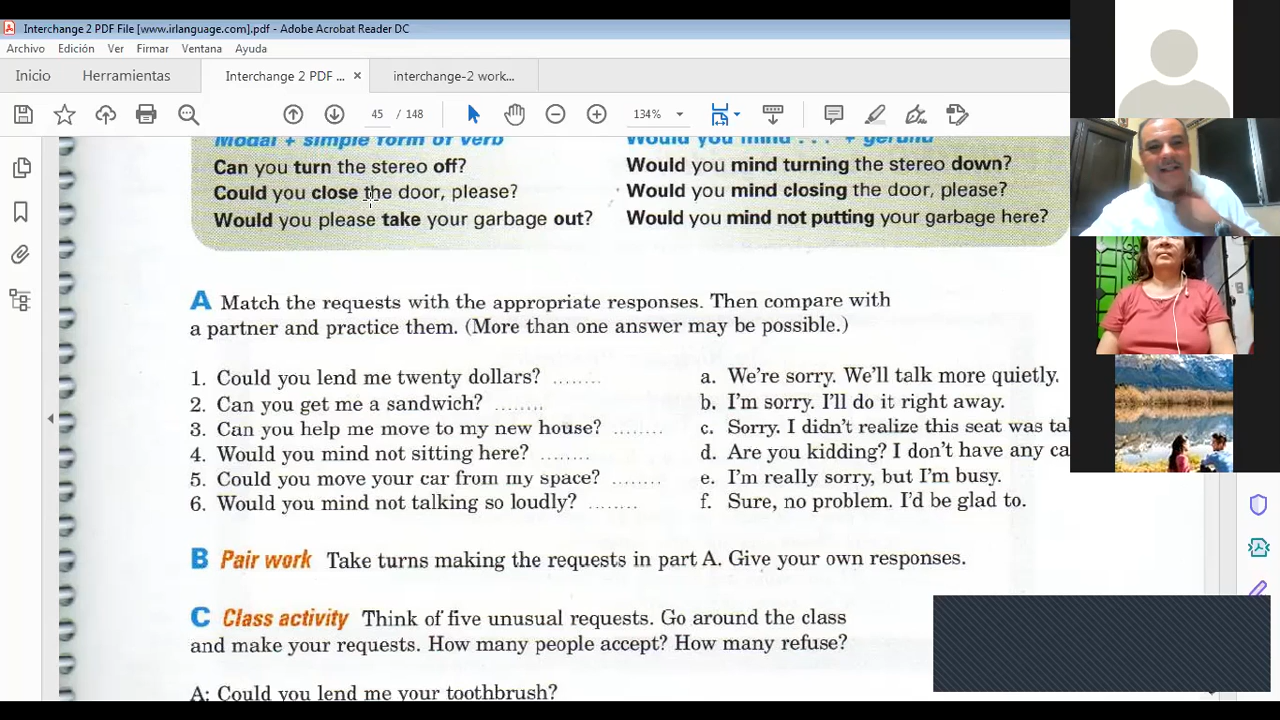 Interchange 2 PDF File [www.irlanguage.com].pdf - Adobe Acrobat Reader DC
Archivo Edición Ver Firmar Ventana Ayuda
Inicio Herramientas Interchange 2 PDF ... × interchange-2 work...
45 / 148 134%
Modal + simple form of verb Would you mind . . . + gerund
Can you turn the stereo off? Would you mind turning the stereo down?
Could you close the door, please? Would you mind closing the door, please?
Would you please take your garbage out? Would you mind not putting your garbage here?
A Match the requests with the appropriate responses. Then compare with
a partner and practice them. (More than one answer may be possible.)
1. Could you lend me twenty dollars? ........ a. We're sorry. We'll talk more quietly.
2. Can you get me a sandwich? ........ b. I'm sorry. I'll do it right away.
3. Can you help me move to my new house? ........ c. Sorry. I didn't realize this seat was
4. Would you mind not sitting here? ........ d. Are you kidding? I don't have any
5. Could you move your car from my space? ........ e. I'm really sorry, but I'm busy.
6. Would you mind not talking so loudly? ........ f. Sure, no problem. I'd be glad to.
B Pair work Take turns making the requests in part A. Give your own responses.
C Class activity Think of five unusual requests. Go around the class
and make your requests. How many people accept? How many refuse?
A: Could you lend me your toothbrush?